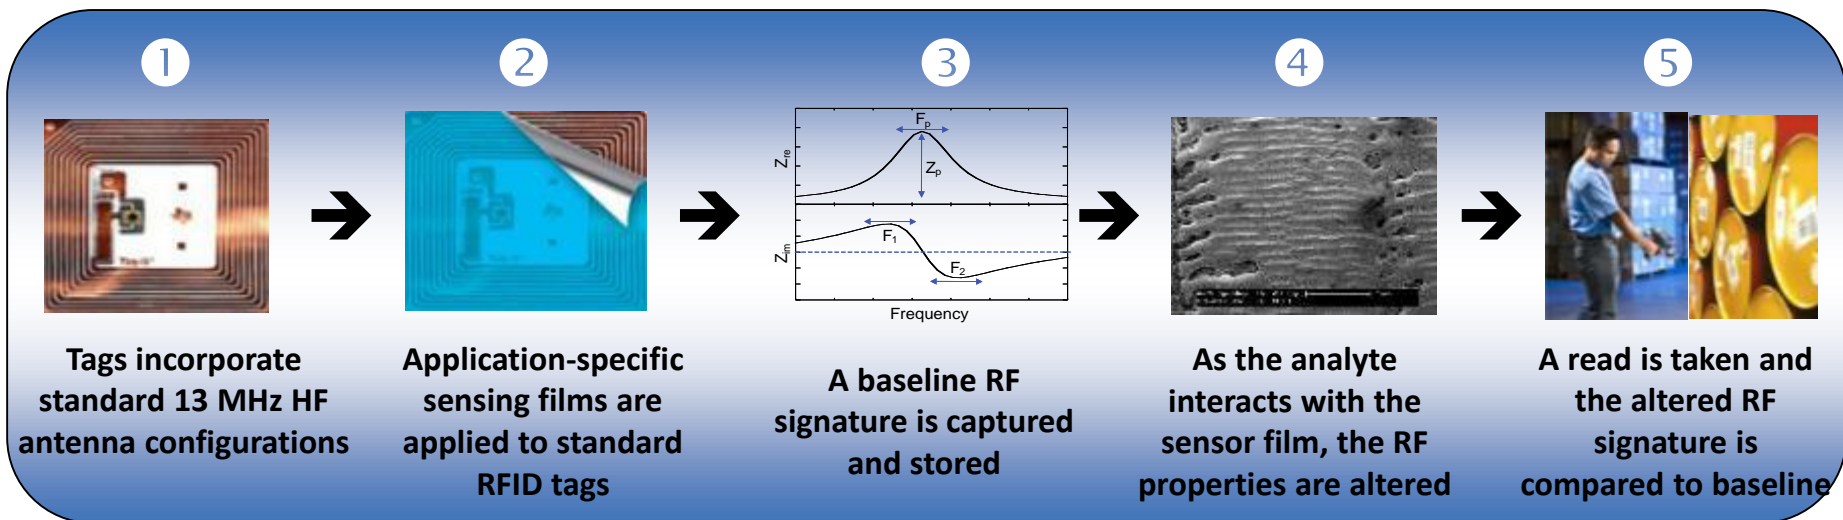 1
2
3
4
5
Fp
Zre
Zp
F1
Zim
F2
Frequency
Tags incorporate
standard 13 MHz HF
antenna configurations
Application-specific
sensing films are
applied to standard
RFID tags
A baseline RF
signature is captured
and stored
As the analyte
interacts with the
sensor film, the RF
properties are altered
A read is taken and
the altered RF
signature is
compared to baseline